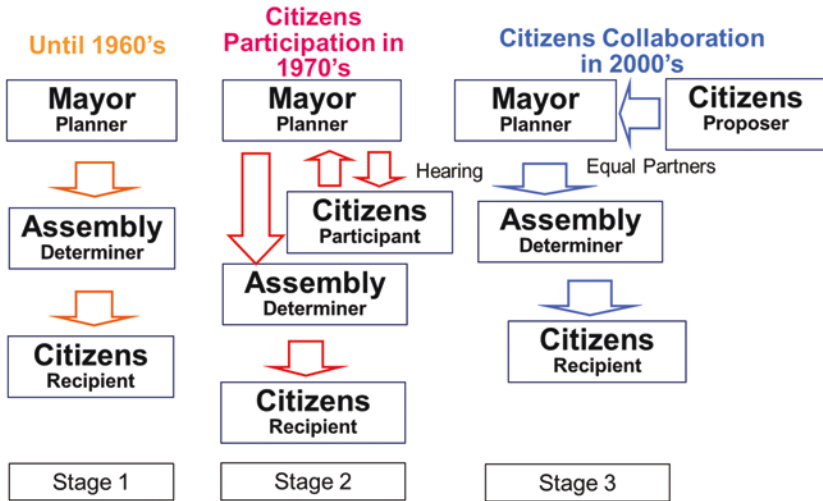 Until 1960's
Mayor
Planner
Assembly
Determiner
Citizens
Recipient
Stage 1
Citizens
Participation in
1970's
Mayor
Planner
Hearing
Citizens
Participant
Assembly
Determiner
Citizens
Recipient
Stage 2
Citizens Collaboration
in 2000's
Mayor
Planner
Citizens
Proposer
Equal Partners
Assembly
Determiner
Citizens
Recipient
Stage 3